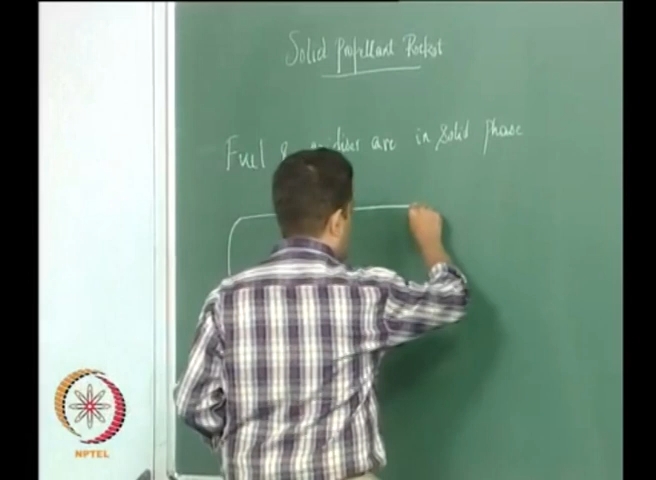 Solid Propellant Rocket
Fuel & are in solid phase
NPTEL